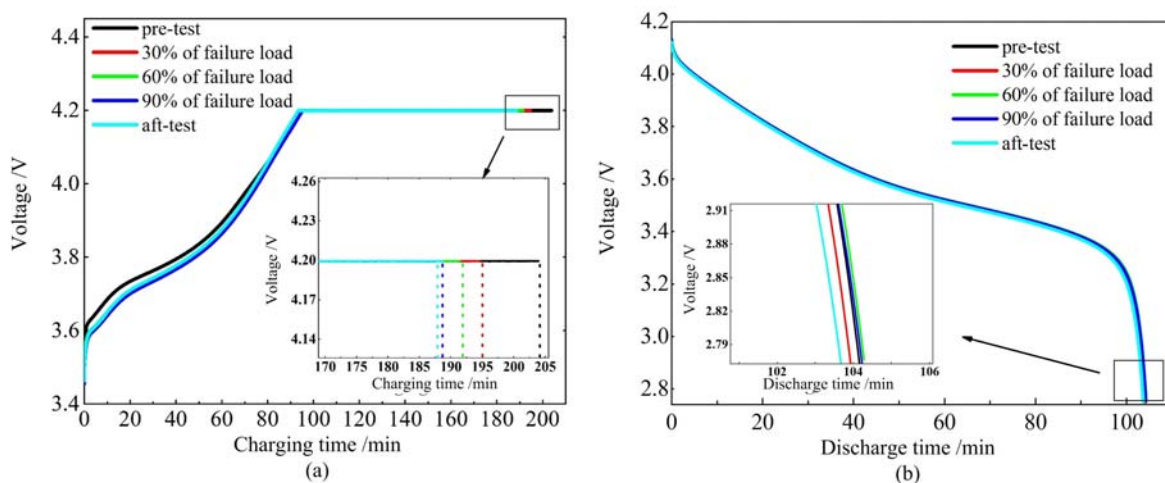 4.4
4.2
4.0
3.8
3.6
3.4
Voltage /V
pre-test
30% of failure load
60% of failure load
90% of failure load
aft-test
4.26
4.23
4.20
4.17
4.14
Voltage /V
170 175 180 185 190 195 200 205
Charging time /min
0 20 40 60 80 100 120 140 160 180 200
Charging time /min
(a)
4.2
4.0
3.8
3.6
3.4
3.2
3.0
2.8
Voltage /V
pre-test
30% of failure load
60% of failure load
90% of failure load
aft-test
2.91
2.88
2.85
2.82
2.79
Voltage /V
102 104 106
Discharge time /min
0 20 40 60 80 100
Discharge time /min
(b)